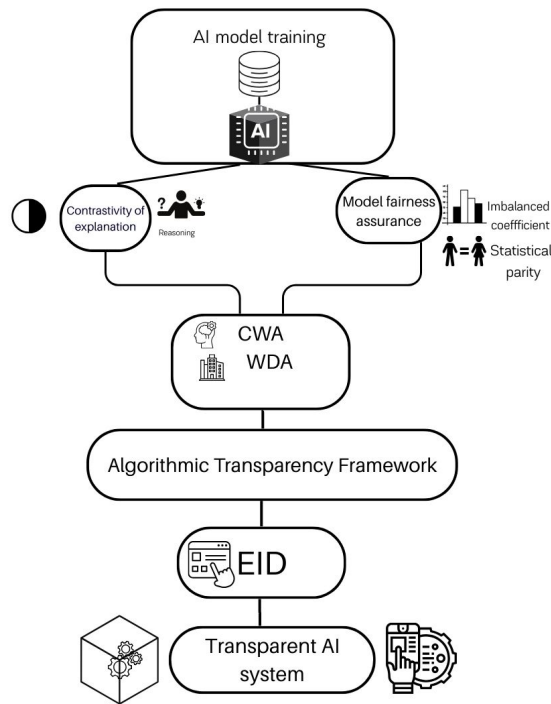 AI model training
AI
Contrastivity of
explanation
?
Reasoning
Model fairness
assurance
Imbalanced
coeffficient
=
Statistical
parity
CWA
WDA
Algorithmic Transparency Framework
EID
Transparent AI
system